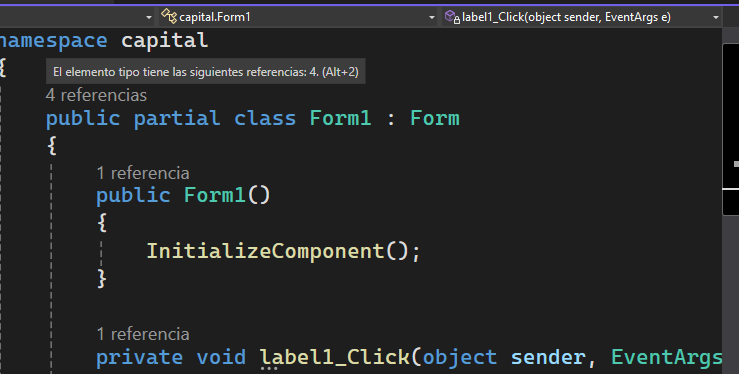 capital.Form1 label1_Click(object sender, EventArgs e)
namespace capital
{
El elemento tipo tiene las siguientes referencias: 4. (Alt+2)
4 referencias
public partial class Form1 : Form
{
1 referencia
public Form1()
{
InitializeComponent();
}
1 referencia
private void label1_Click(object sender, EventArgs